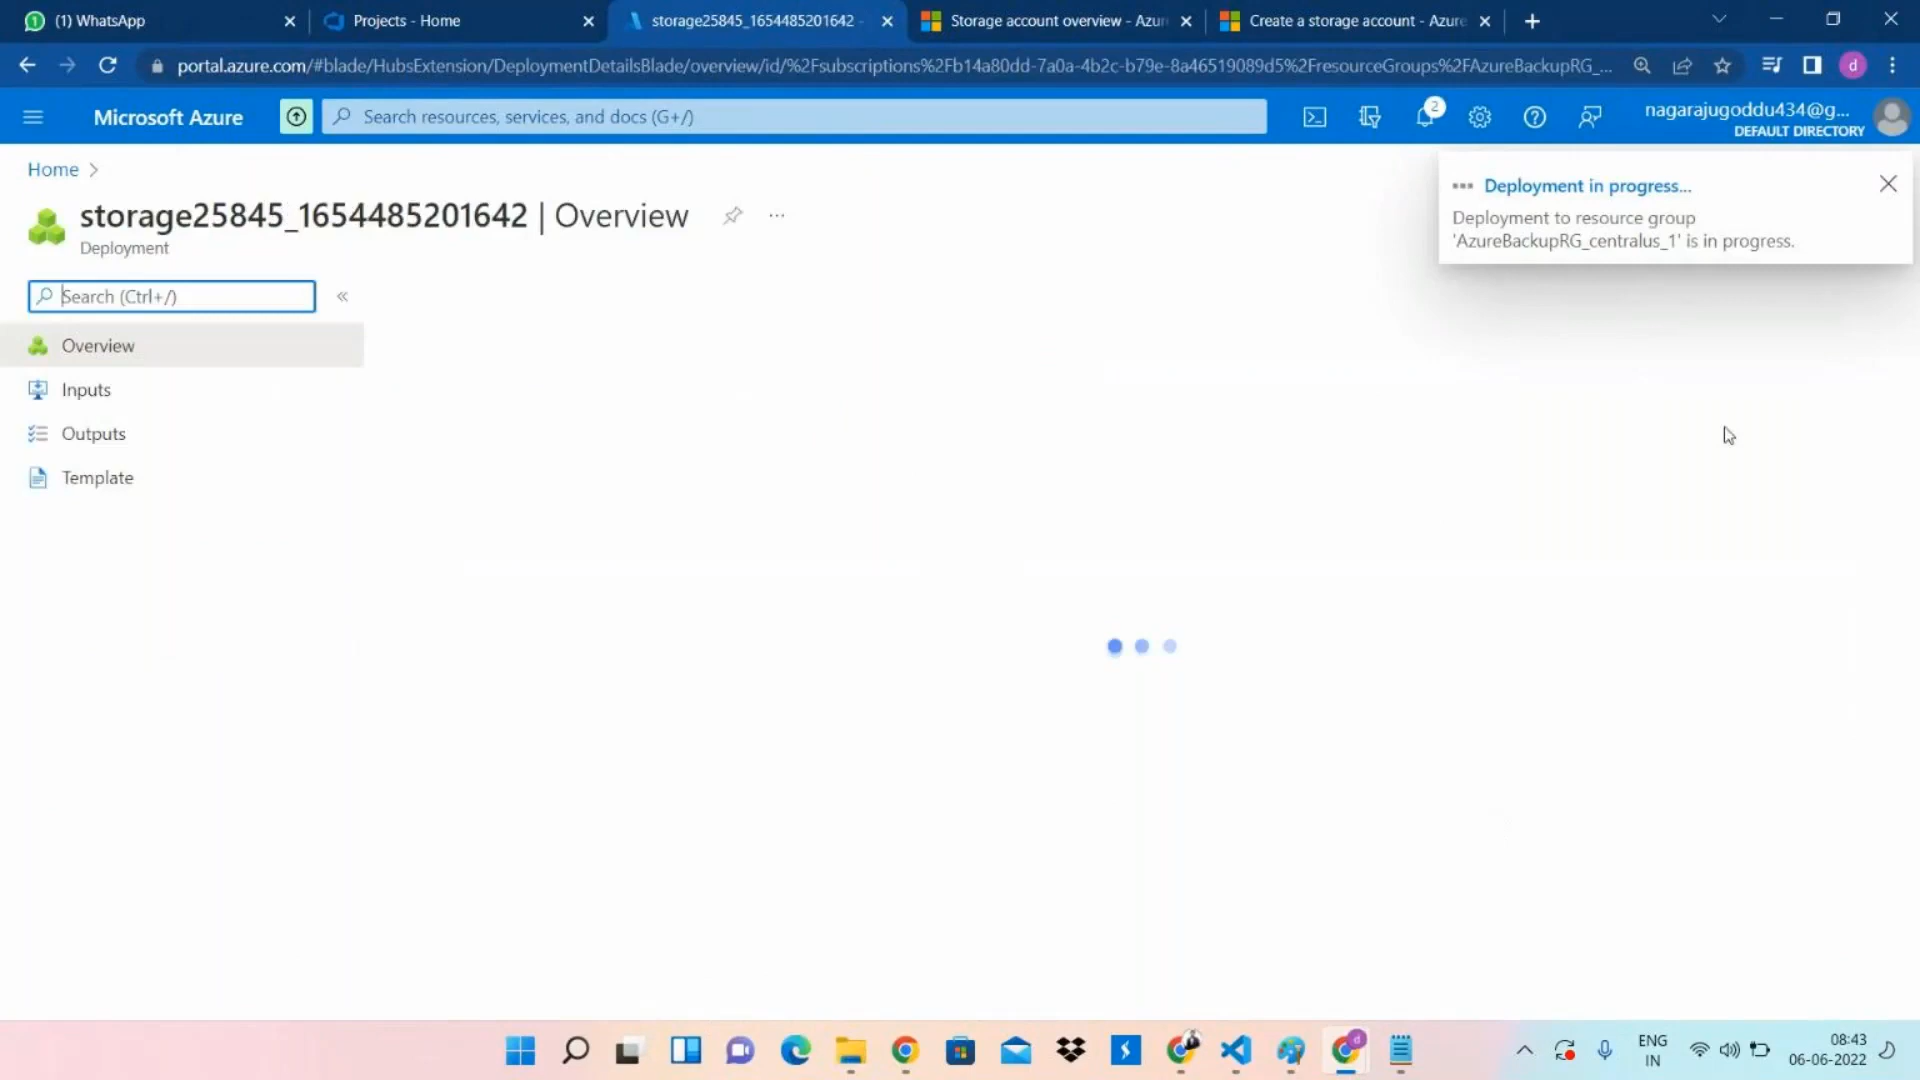 (1) WhatsApp
Projects - Home
storage25845_1654485201642 -
Storage account overview - Azur
Create a storage account - Azure
portal.azure.com/#blade/HubsExtension/DeploymentDetailsBlade/overview/id/%2Fsubscriptions%2Fb14a80dd-7a0a-4b2c-b79e-8a46519089d5%2FresourceGroups%2FAzureBackupRG_...
d
Microsoft Azure
Search resources, services, and docs (G+/)
2
nagarajugoddu434@g...
DEFAULT DIRECTORY
Home
Deployment in progress...
Deployment to resource group
'AzureBackupRG_centralus_1' is in progress.
storage25845_1654485201642 | Overview
Deployment
Search (Ctrl+/)
Overview
Inputs
Outputs
Template
ENG
IN
08:43
06-06-2022